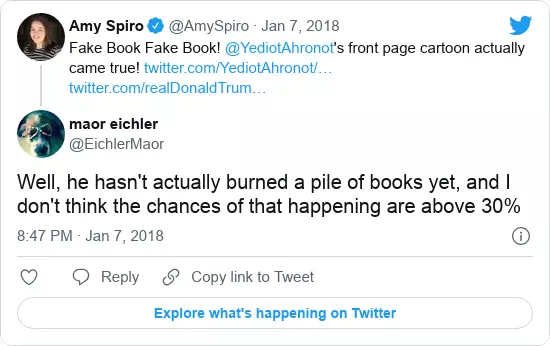 Amy Spiro @AmySpiro · Jan 7, 2018
Fake Book Fake Book! @YediotAhronot's front page cartoon actually
came true! twitter.com/YediotAhronot/…
twitter.com/realDonaldTrum…
maor eichler
@EichlerMaor
Well, he hasn't actually burned a pile of books yet, and I
don't think the chances of that happening are above 30%
8:47 PM · Jan 7, 2018
Reply
Copy link to Tweet
Explore what's happening on Twitter